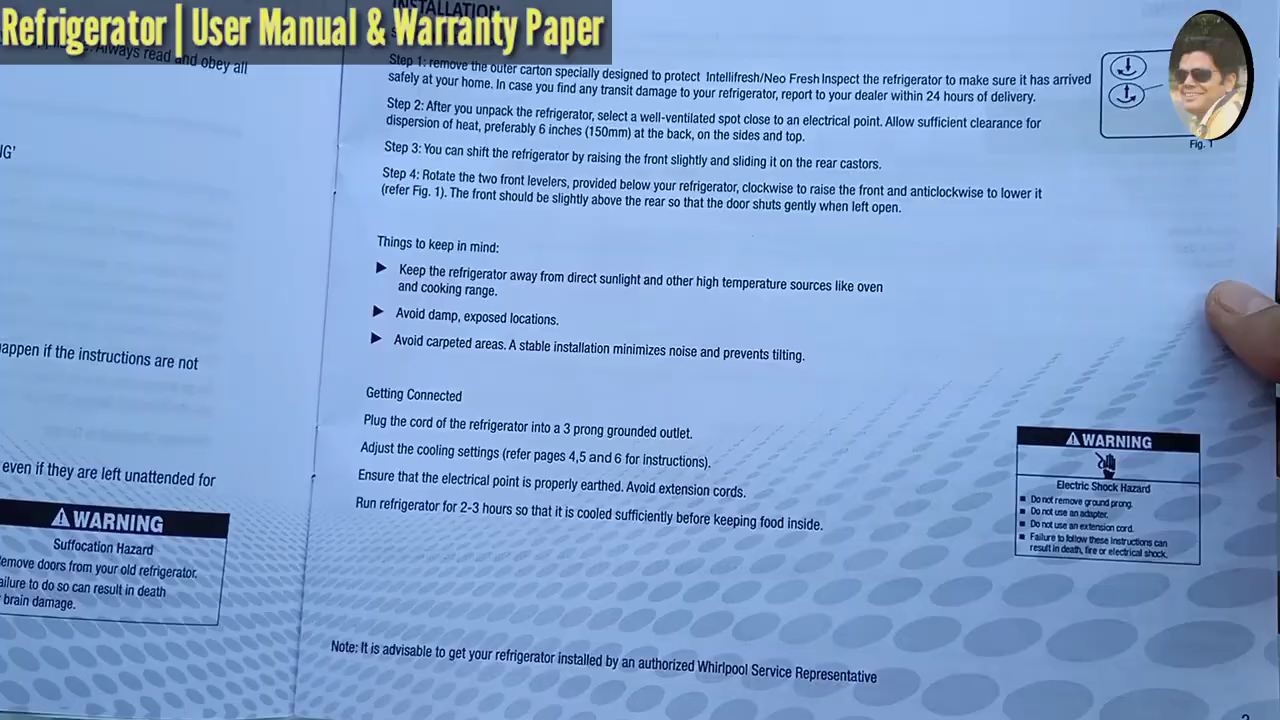 Refrigerator | User Manual & Warranty Paper
INSTALLATION
Always read and obey all
NG'
appen if the instructions are not
even if they are left unattended for
WARNING
Suffocation Hazard
emove doors from your old refrigerator.
ailure to do so can result in death
brain damage.
Step 1: remove the outer carton specially designed to protect Intellifresh/Neo Fresh Inspect the refrigerator to make sure it has arrived
safely at your home. In case you find any transit damage to your refrigerator, report to your dealer within 24 hours of delivery.
Step 2: After you unpack the refrigerator, select a well-ventilated spot close to an electrical point. Allow sufficient clearance for
dispersion of heat, preferably 6 inches (150mm) at the back, on the sides and top.
Step 3: You can shift the refrigerator by raising the front slightly and sliding it on the rear castors.
Step 4: Rotate the two front levelers, provided below your refrigerator, clockwise to raise the front and anticlockwise to lower it
(refer Fig. 1). The front should be slightly above the rear so that the door shuts gently when left open.
Fig. 1
Things to keep in mind:
Keep the refrigerator away from direct sunlight and other high temperature sources like oven
and cooking range.
Avoid damp, exposed locations.
Avoid carpeted areas. A stable installation minimizes noise and prevents tilting.
Getting Connected
Plug the cord of the refrigerator into a 3 prong grounded outlet.
Adjust the cooling settings (refer pages 4,5 and 6 for instructions).
Ensure that the electrical point is properly earthed. Avoid extension cords.
Run refrigerator for 2-3 hours so that it is cooled sufficiently before keeping food inside.
WARNING
Electric Shock Hazard
Do not remove ground prong.
Do not use an adapter.
Do not use an extension cord.
Failure to follow these Instructions can
result in death, fire or electrical shock.
Note: It is advisable to get your refrigerator installed by an authorized Whirlpool Service Representative